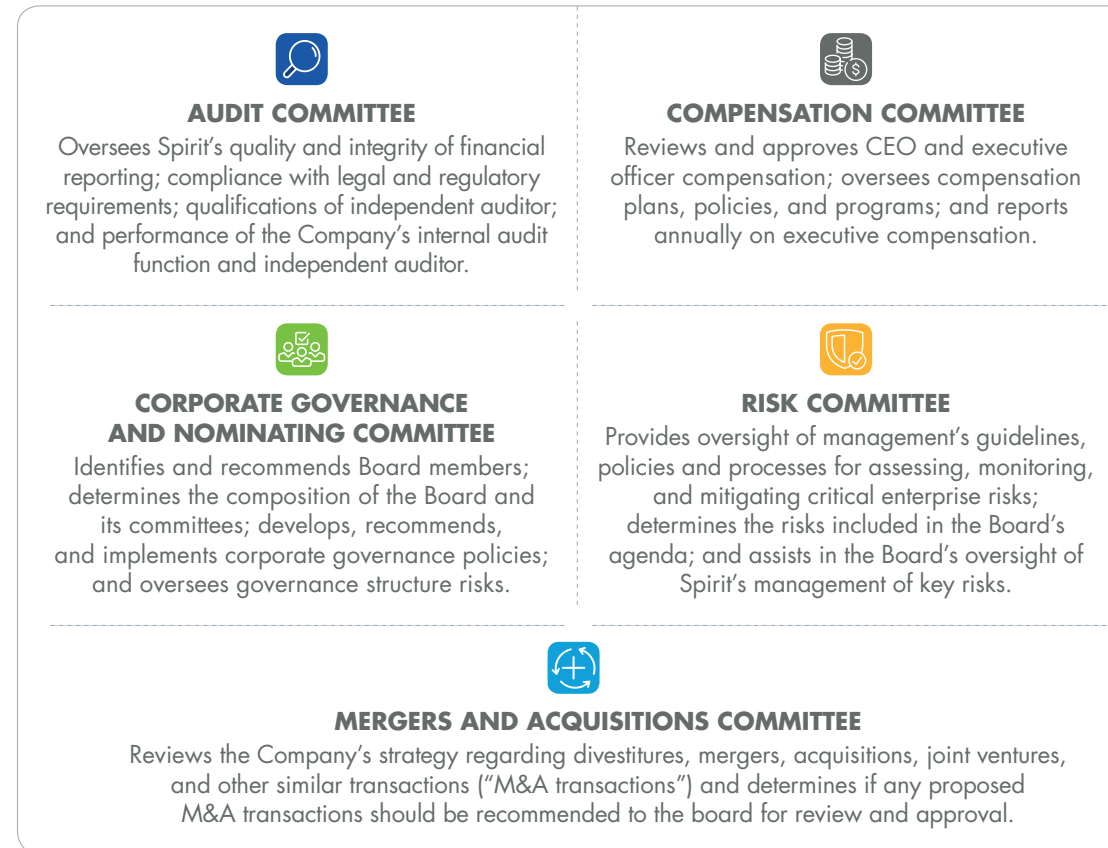 AUDIT COMMITTEE
Oversees Spirit’s quality and integrity of financial
reporting; compliance with legal and regulatory
requirements; qualifications of independent auditor;
and performance of the Company’s internal audit
function and independent auditor.
COMPENSATION COMMITTEE
Reviews and approves CEO and executive
officer compensation; oversees compensation
plans, policies, and programs; and reports
annually on executive compensation.
CORPORATE GOVERNANCE
AND NOMINATING COMMITTEE
Identifies and recommends Board members;
determines the composition of the Board and
its committees; develops, recommends,
and implements corporate governance policies;
and oversees governance structure risks.
RISK COMMITTEE
Provides oversight of management’s guidelines,
policies and processes for assessing, monitoring,
and mitigating critical enterprise risks;
determines the risks included in the Board’s
agenda; and assists in the Board’s oversight of
Spirit’s management of key risks.
MERGERS AND ACQUISITIONS COMMITTEE
Reviews the Company’s strategy regarding divestitures, mergers, acquisitions, joint ventures,
and other similar transactions (“M&A transactions”) and determines if any proposed
M&A transactions should be recommended to the board for review and approval.